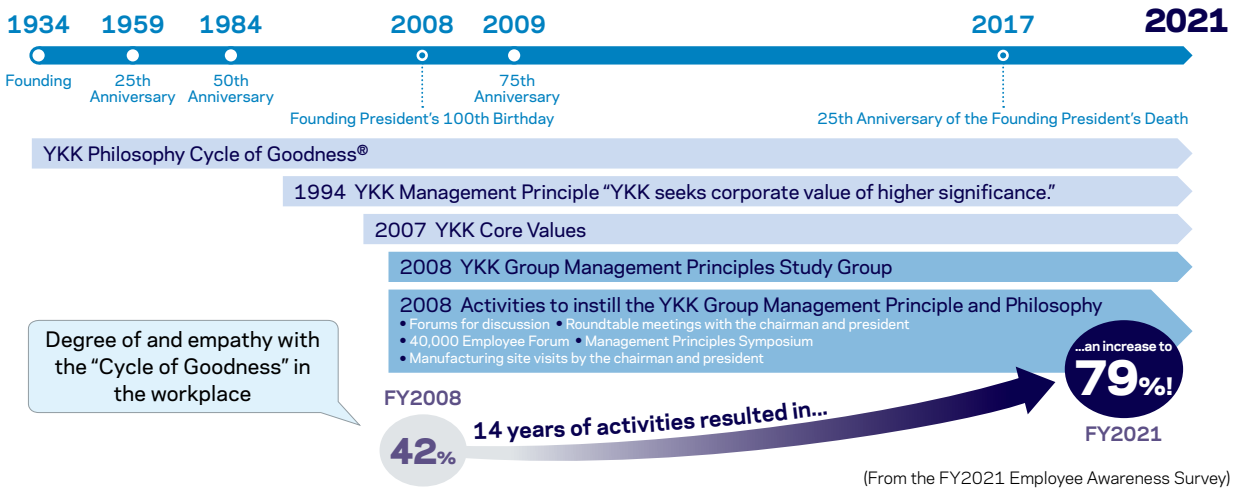 1934 1959 1984 2008 2009 2017 2021
Founding
25th
Anniversary
50th
Anniversary
75th
Anniversary
Founding President's 100th Birthday
25th Anniversary of the Founding President's Death
YKK Philosophy Cycle of Goodness®
1994 YKK Management Principle “YKK seeks corporate value of higher significance.”
2007 YKK Core Values
2008 YKK Group Management Principles Study Group
2008 Activities to instill the YKK Group Management Principle and Philosophy
• Forums for discussion • Roundtable meetings with the chairman and president
• 40,000 Employee Forum • Management Principles Symposium
• Manufacturing site visits by the chairman and president
Degree of and empathy with
the “Cycle of Goodness” in
the workplace
FY2008
42%
14 years of activities resulted in...
...an increase to
79%!
FY2021
(From the FY2021 Employee Awareness Survey)